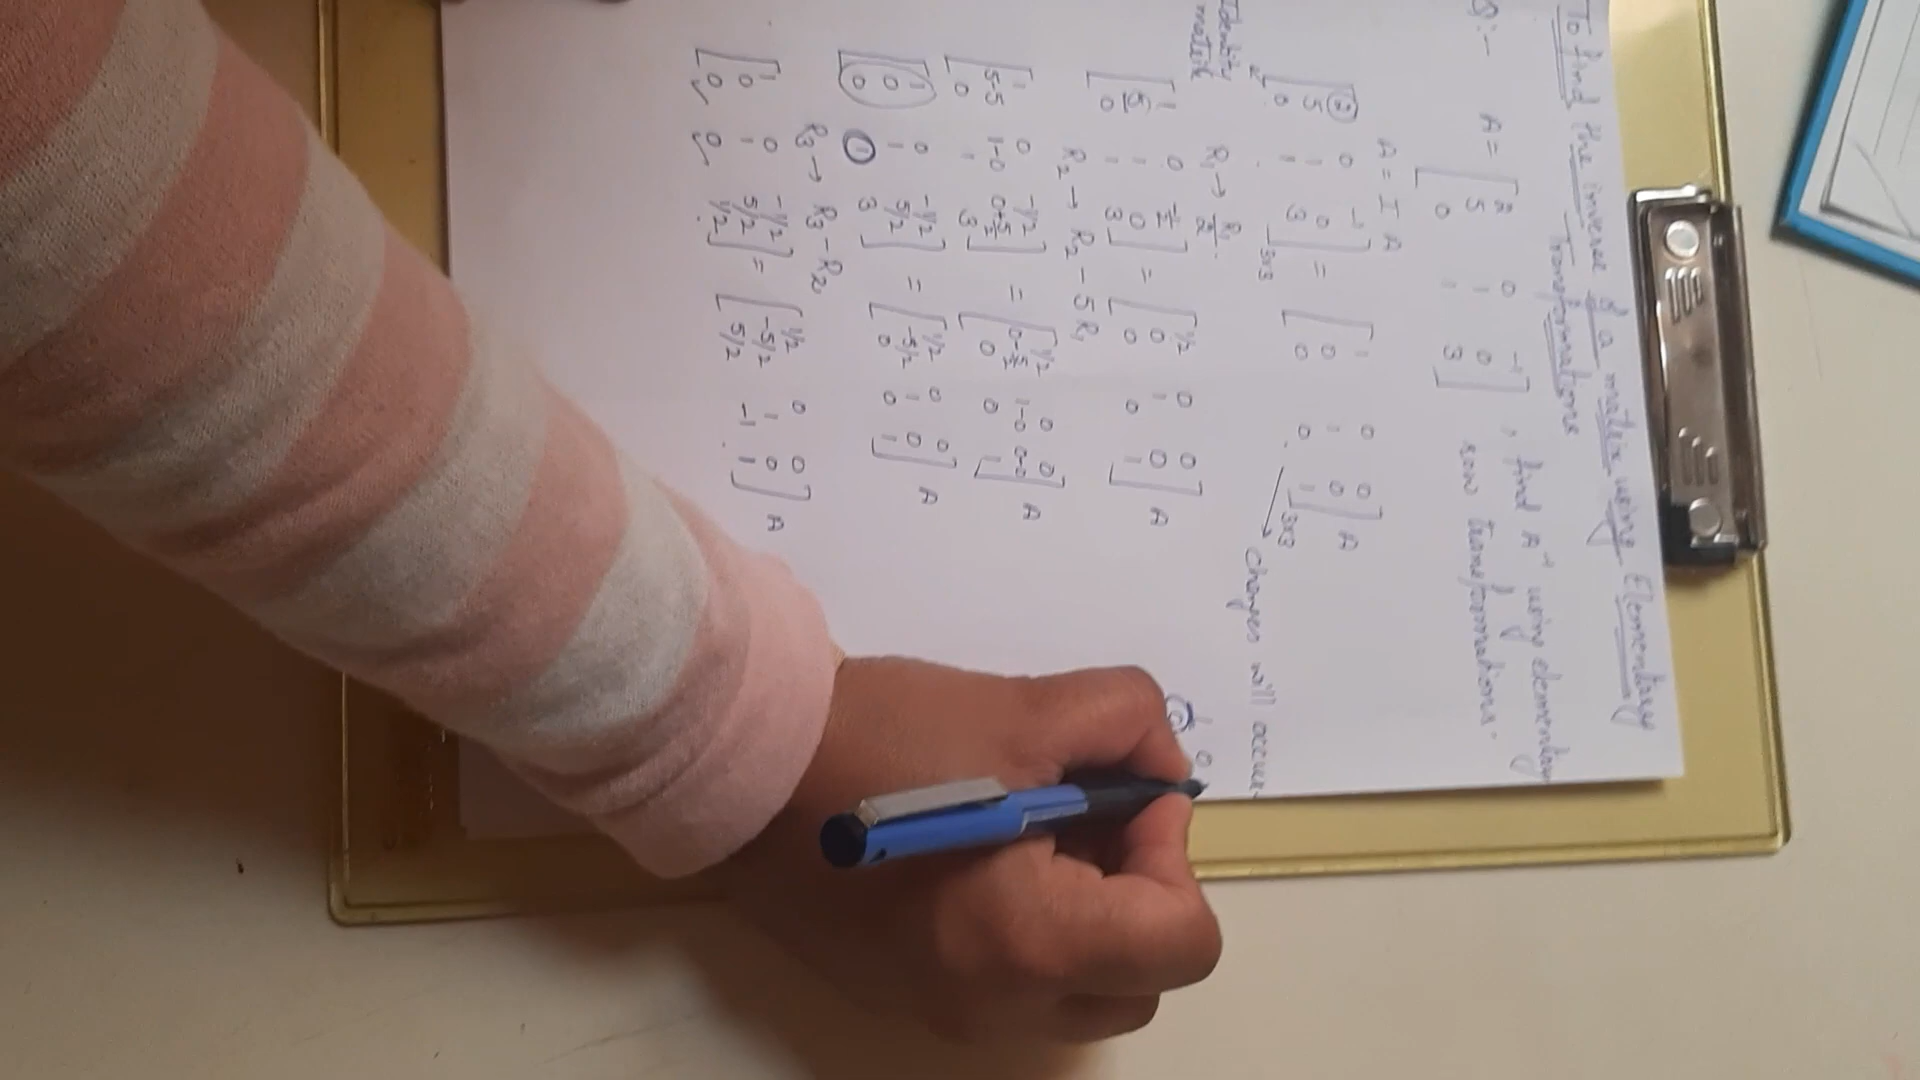 To find the inverse of a matrix using Elementary
Transformations
Q:- A = [ 2 0 -1
5 1 0
0 1 3 ] , find A⁻¹ using elementary
row transformations.
A = I A
[ 2 0 -1
5 1 0
0 1 3 ]3x3 = [ 1 0 0
0 1 0
0 0 1 ]3x3 A
Identity
matrix
changes will occur.
R1 → R1/2
[ 1 0 -1/2
5 1 0
0 1 3 ] = [ 1/2 0 0
0 1 0
0 0 1 ] A
R2 → R2 - 5R1
[ 1 0 -1/2
5-5 1-0 0+5/2
0 1 3 ] = [ 1/2 0 0
0-5/2 1-0 0-0
0 0 1 ] A
[ 1 0 -1/2
0 1 5/2
0 1 3 ] = [ 1/2 0 0
-5/2 1 0
0 0 1 ] A
R3 → R3 - R2
[ 1 0 -1/2
0 1 5/2
0 0 1/2 ] = [ 1/2 0 0
-5/2 1 0
5/2 -1 1 ] A